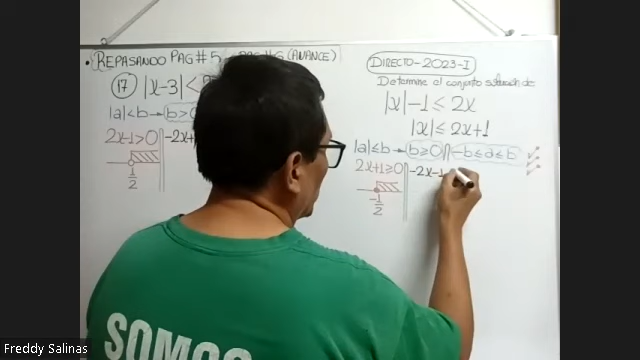 • REPASANDO PAG # 5 #6 (AVANCE)
17 |x-3| <
|a| < b → b > 0
2x-1 > 0 | -2x+
1/2
DIRECTO-2023-I
Determine el conjunto solución de
|x| - 1 ≤ 2x
|x| ≤ 2x+1
|a| ≤ b → b ≥ 0 ∧ -b ≤ a ≤ b
2x+1 ≥ 0 | -2x-1
-1/2
SOMOS
Freddy Salinas